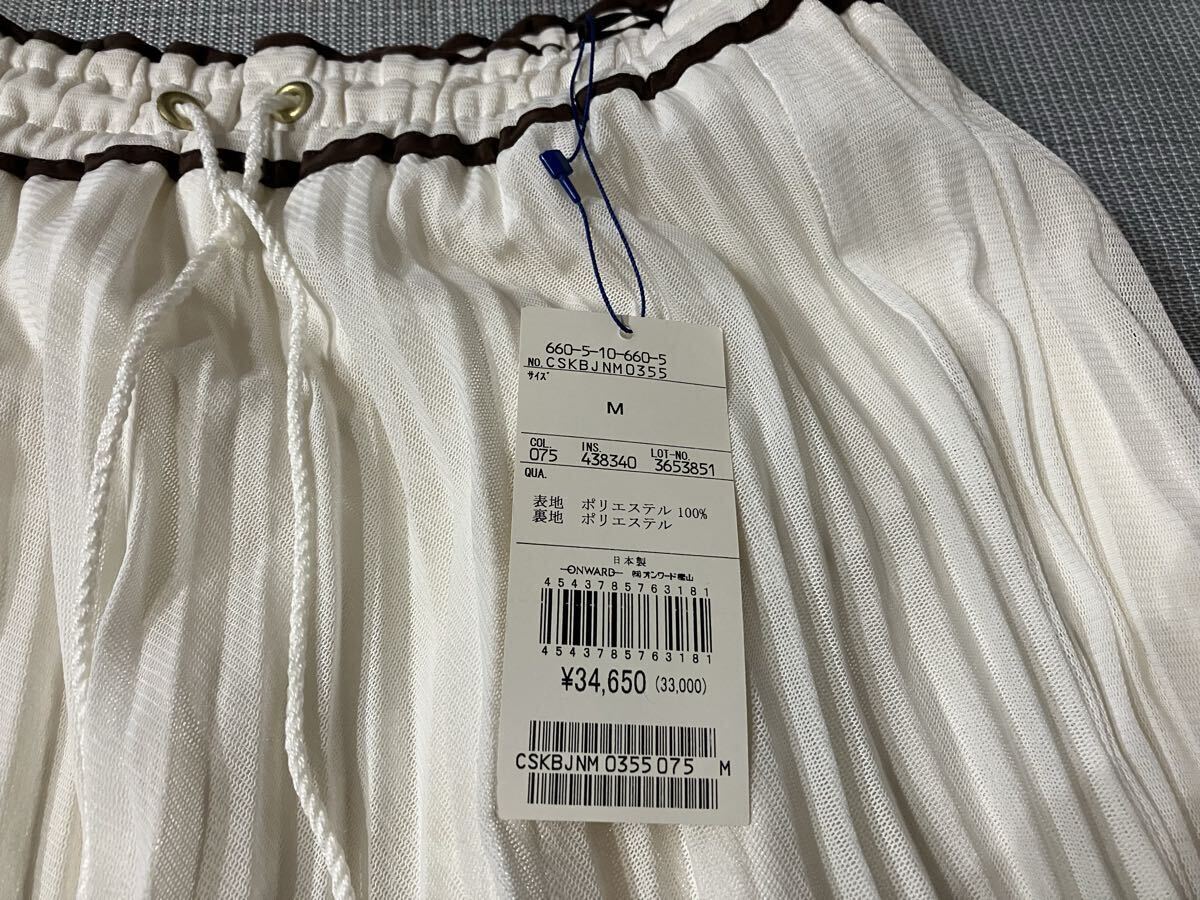 660-5-10-660-5
NO. CSKBJNM0355
ｻｲｽﾞ
M
COL. INS. LOT-NO.
075 438340 3653851
QUA.
表地 ポリエステル 100%
裏地 ポリエステル
日本製
ONWARD ㈱オンワード樫山
4543785763181
4543785763181
¥34,650 (33,000)
CSKBJNM 0355 075 M